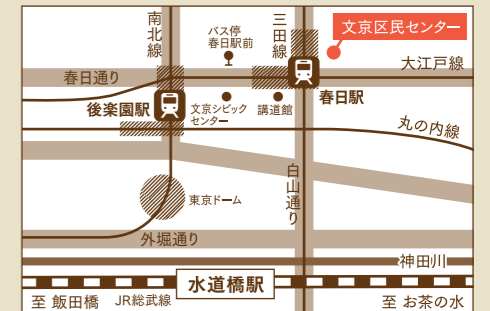 南北線
バス停
春日駅前
三田線
文京区民センター
大江戸線
春日通り
後楽園駅
文京シビック
センター
講道館
春日駅
丸の内線
白山通り
東京ドーム
外堀通り
神田川
水道橋駅
至 飯田橋
JR総武線
至 お茶の水